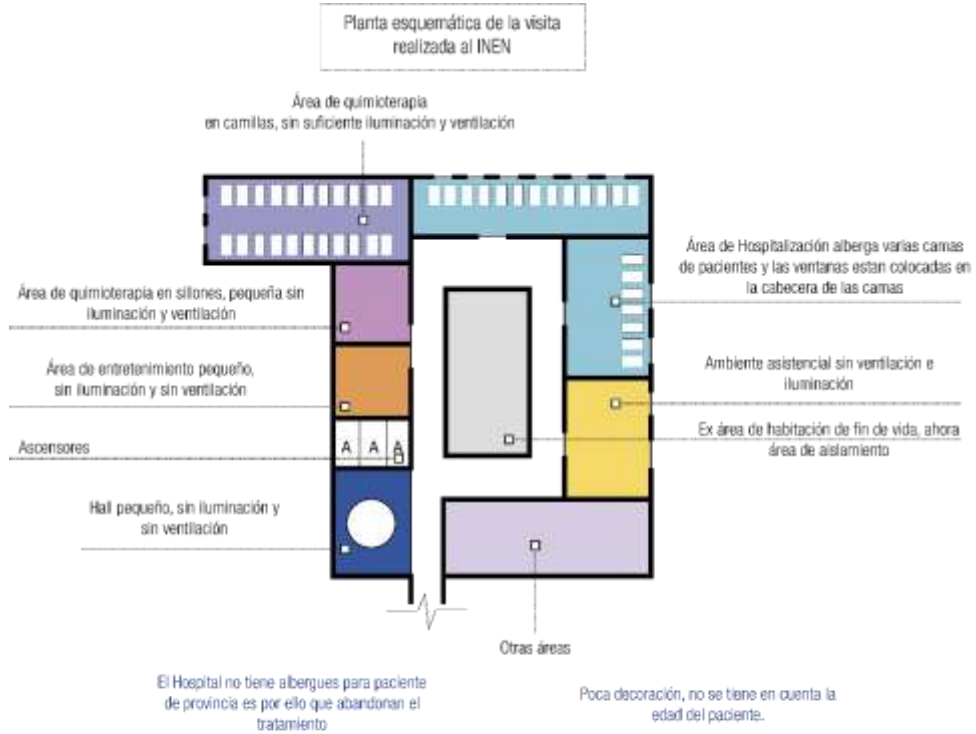 Planta esquemática de la visita
realizada al INEN
Área de quimioterapia
en camillas, sin suficiente iluminación y ventilación
Área de Hospitalización alberga varias camas
de pacientes y las ventanas estan colocadas en
la cabecera de las camas
Área de quimioterapia en sillones, pequeña sin
iluminación y ventilación
Área de entretenimiento pequeño,
sin iluminación y sin ventilación
Ambiente asistencial sin ventilación e
iluminación
Ex área de habitación de fin de vida, ahora
área de aislamiento
Ascensores
A A A
Hall pequeño, sin iluminación y
sin ventilación
Otras áreas
El Hospital no tiene albergues para paciente
de provincia es por ello que abandonan el
tratamiento
Poca decoración, no se tiene en cuenta la
edad del paciente.